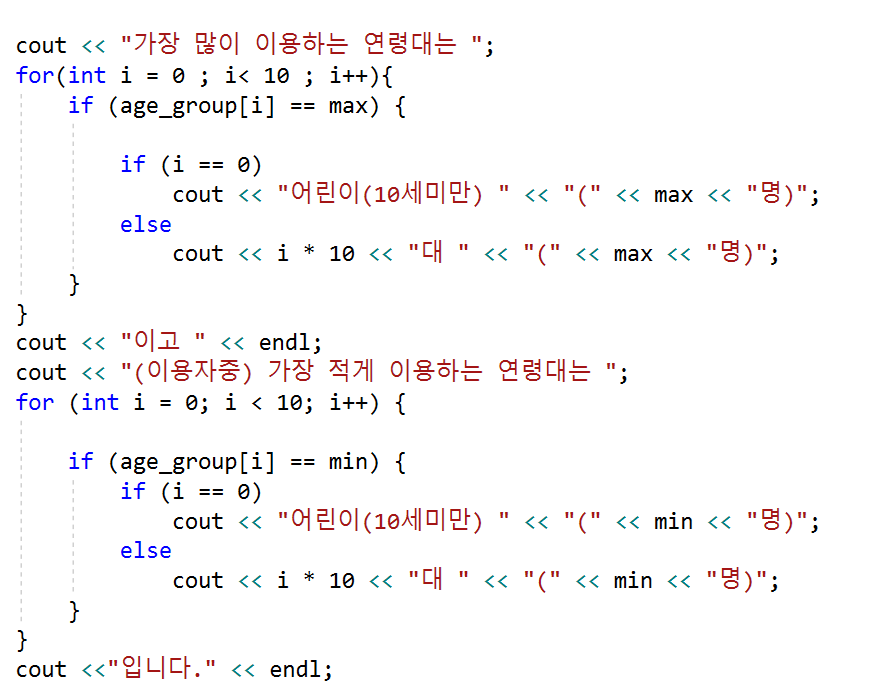 cout << "가장 많이 이용하는 연령대는 ";
for(int i = 0 ; i< 10 ; i++){
    if (age_group[i] == max) {
        if (i == 0)
            cout << "어린이(10세미만) " << "(" << max << "명)";
        else
            cout << i * 10 << "대 " << "(" << max << "명)";
    }
}
cout << "이고 " << endl;
cout << "(이용자중) 가장 적게 이용하는 연령대는 ";
for (int i = 0; i < 10; i++) {
    if (age_group[i] == min) {
        if (i == 0)
            cout << "어린이(10세미만) " << "(" << min << "명)";
        else
            cout << i * 10 << "대 " << "(" << min << "명)";
    }
}
cout <<"입니다." << endl;